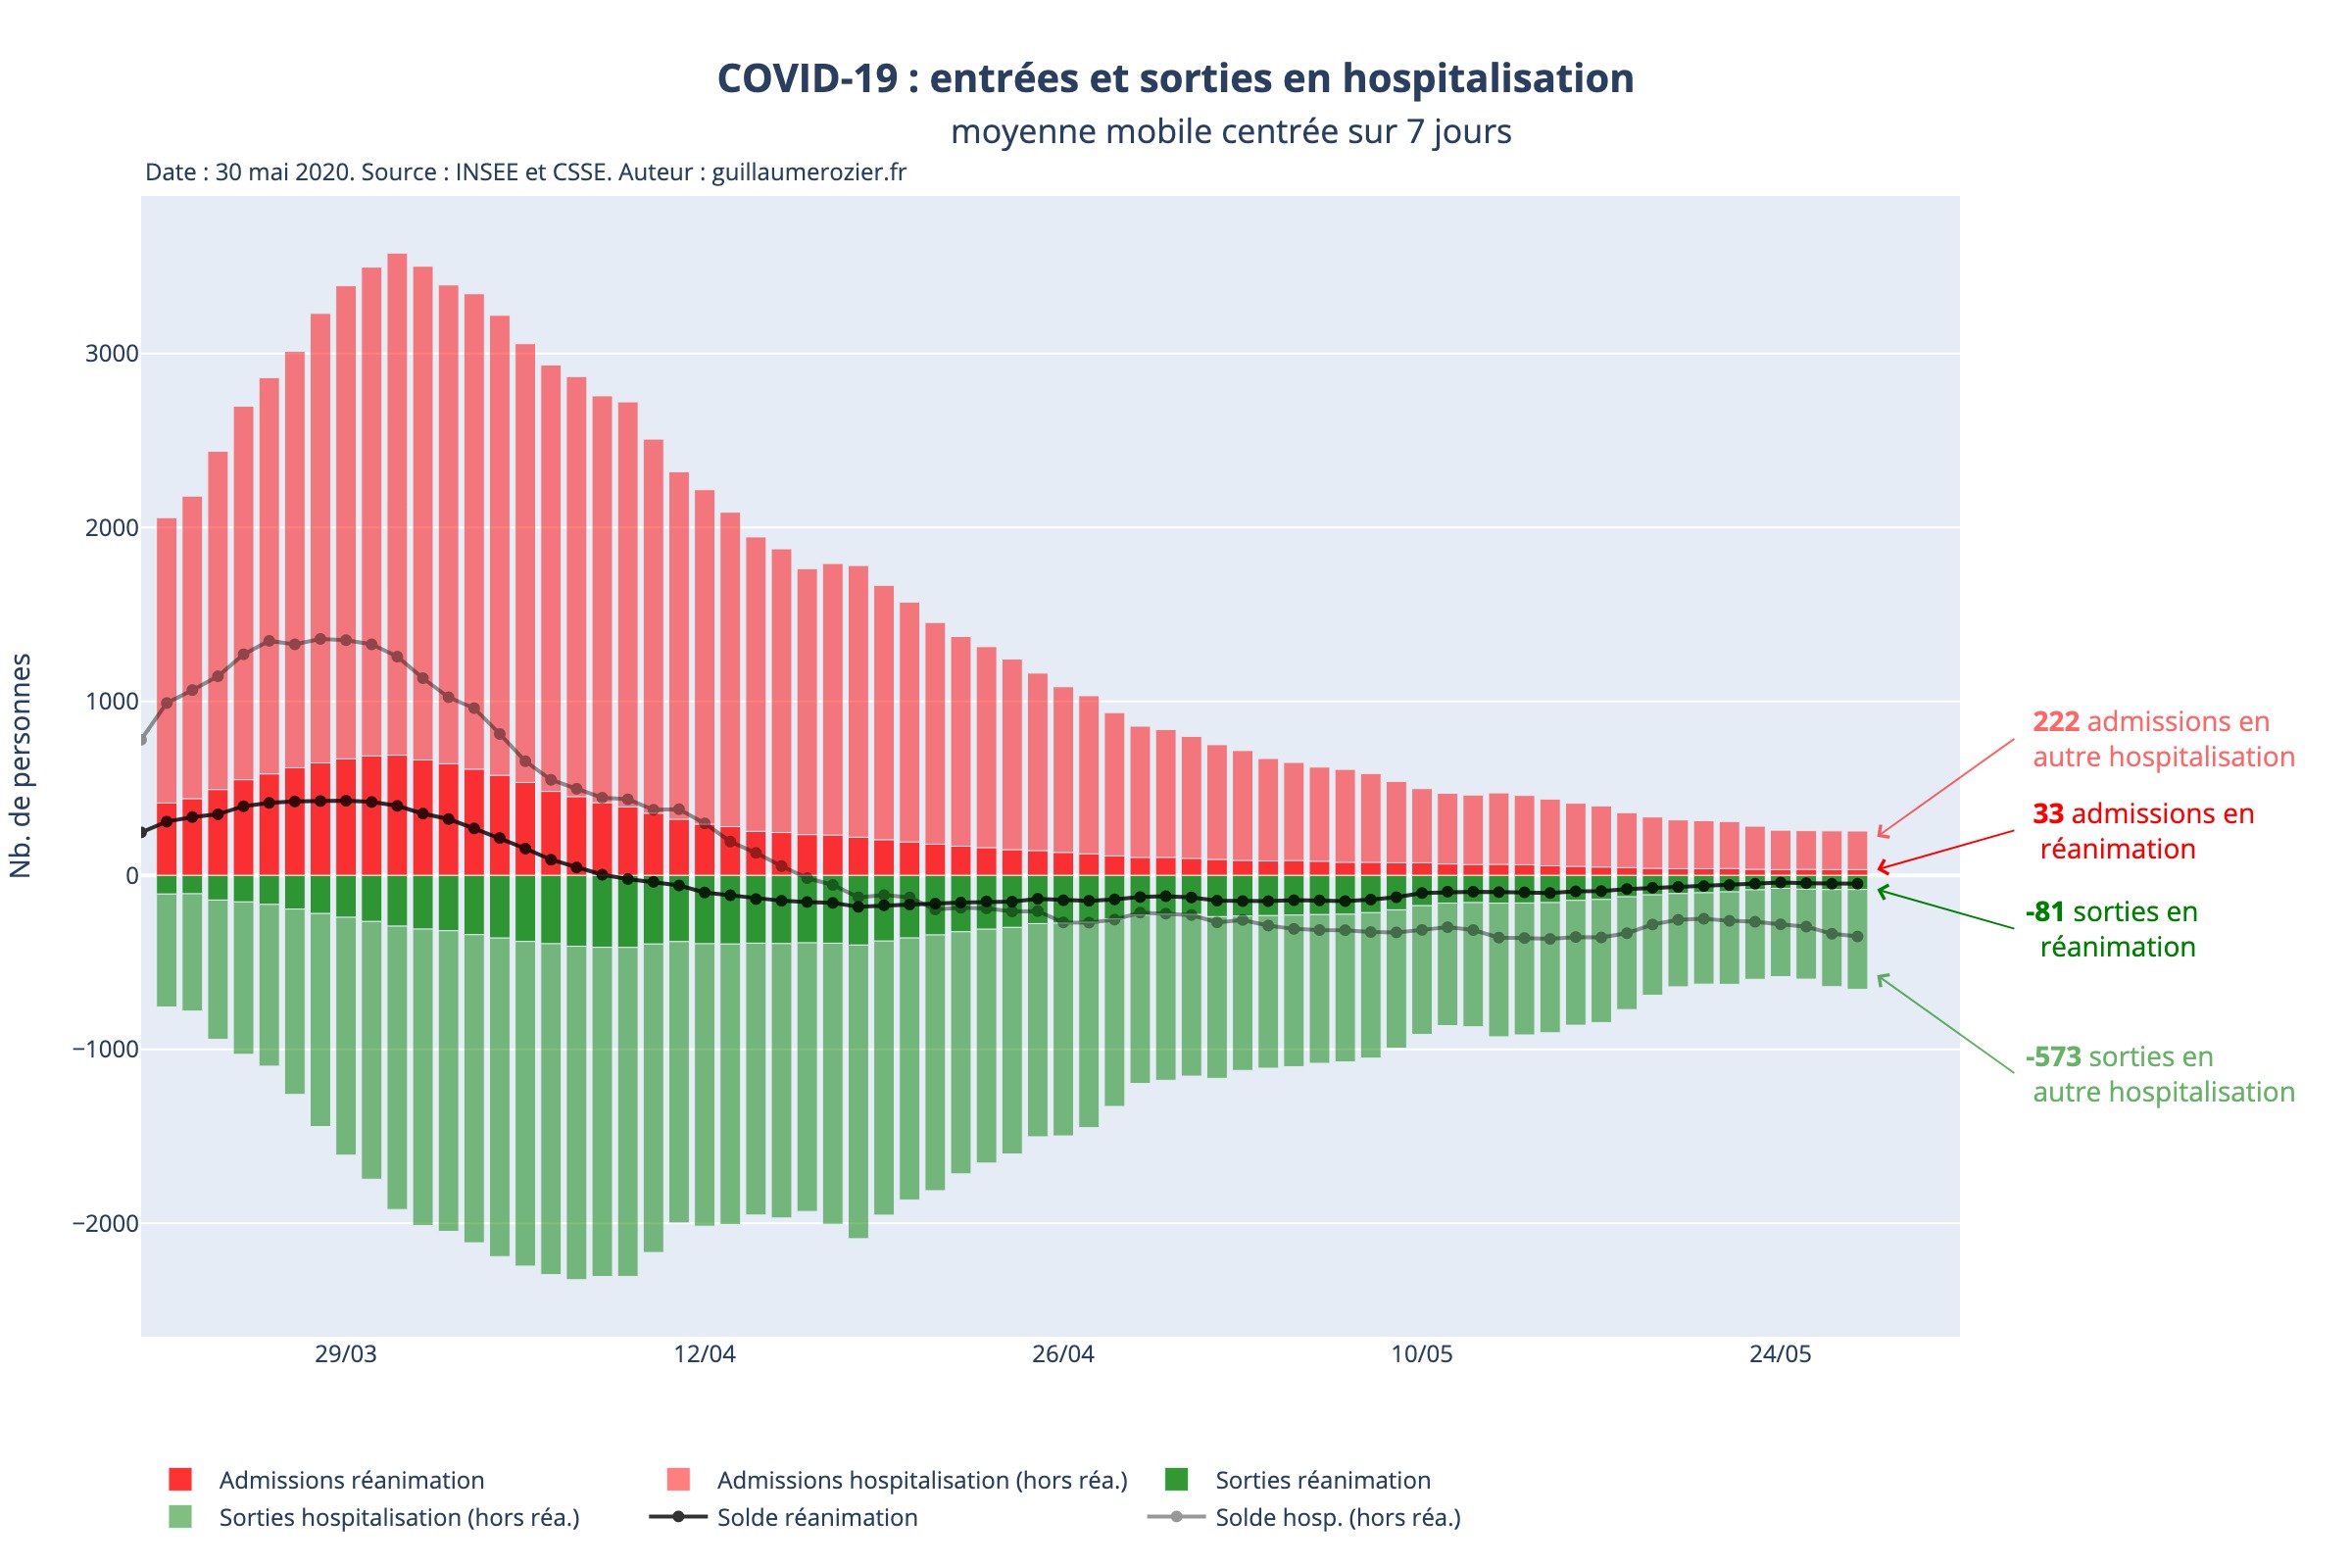 COVID-19 : entrées et sorties en hospitalisation
moyenne mobile centrée sur 7 jours
Date : 30 mai 2020. Source : INSEE et CSSE. Auteur : guillaumerozier.fr
Nb. de personnes
3000
2000
1000
0
−1000
−2000
29/03
12/04
26/04
10/05
24/05
222 admissions en
autre hospitalisation
33 admissions en
réanimation
-81 sorties en
réanimation
-573 sorties en
autre hospitalisation
Admissions réanimation
Admissions hospitalisation (hors réa.)
Sorties réanimation
Sorties hospitalisation (hors réa.)
Solde réanimation
Solde hosp. (hors réa.)